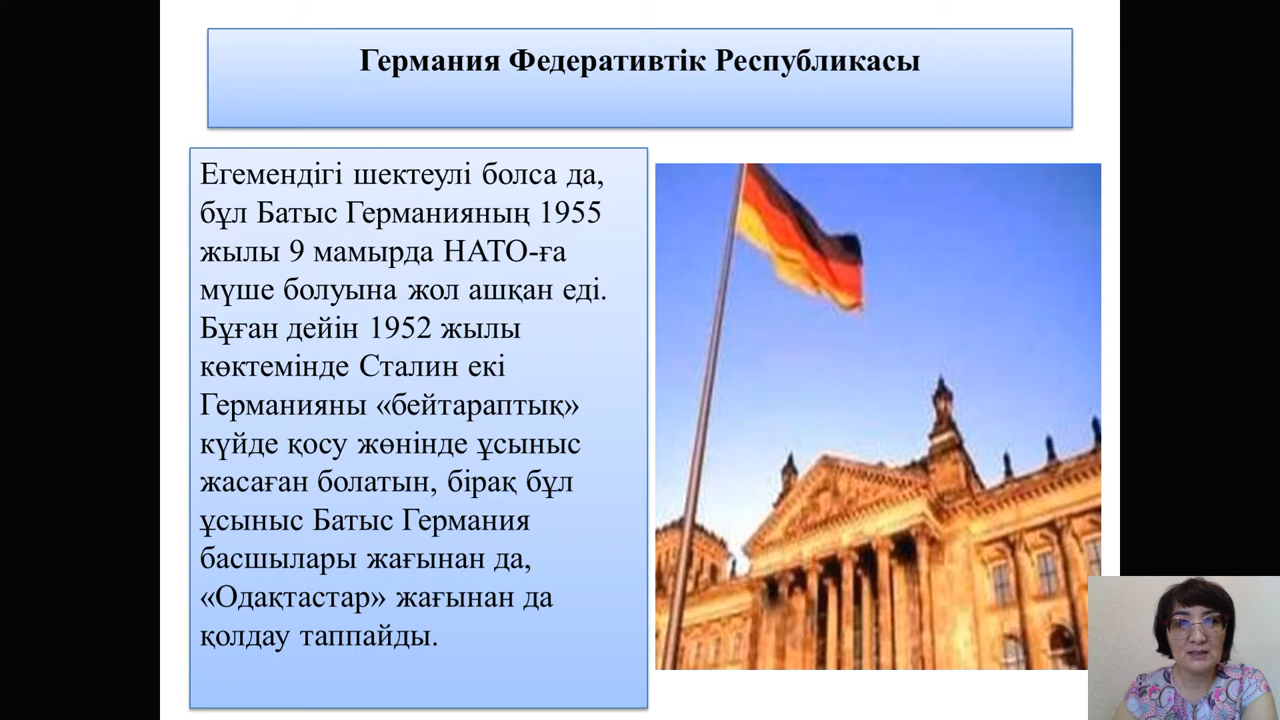 Германия Федеративтік Республикасы
Егемендігі шектеулі болса да,
бұл Батыс Германияның 1955
жылы 9 мамырда НАТО-ға
мүше болуына жол ашқан еді.
Бұған дейін 1952 жылы
көктемінде Сталин екі
Германияны «бейтараптық»
күйде қосу жөнінде ұсыныс
жасаған болатын, бірақ бұл
ұсыныс Батыс Германия
басшылары жағынан да,
«Одақтастар» жағынан да
қолдау таппайды.